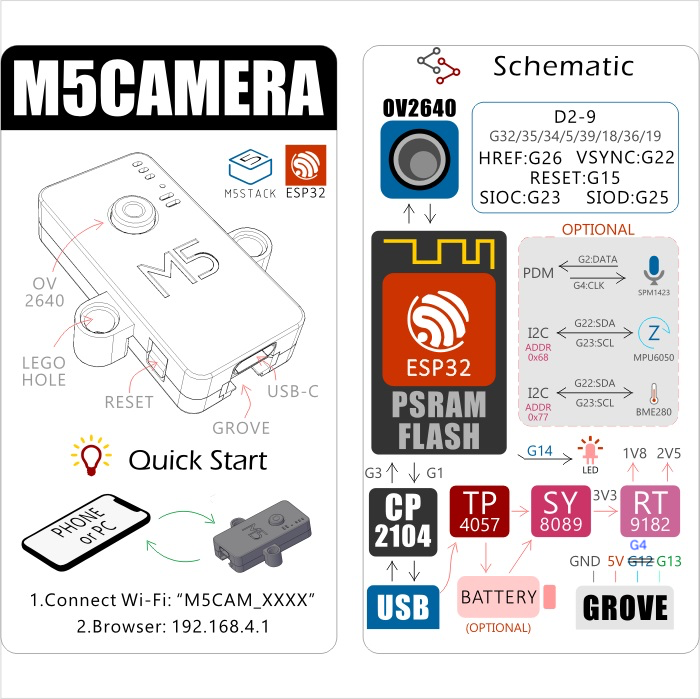 M5CAMERA
M5STACK
ESP32
OV
2640
M5
LEGO
HOLE
RESET
USB-C
GROVE
Quick Start
PHONE
or PC
M5
1.Connect Wi-Fi: “M5CAM_XXXX”
2.Browser: 192.168.4.1
Schematic
OV2640
D2-9
G32/35/34/5/39/18/36/19
HREF:G26 VSYNC:G22
RESET:G15
SIOC:G23 SIOD:G25
OPTIONAL
PDM
G2:DATA
G4:CLK
SPM1423
I2C
ADDR
0x68
G22:SDA
G23:SCL
MPU6050
I2C
ADDR
0x77
G22:SDA
G23:SCL
BME280
ESP32
PSRAM
FLASH
G14
LED
1V8 2V5
G3 G1
CP
2104
TP
4057
SY
8089
3V3
RT
9182
G4
GND 5V G12 G13
USB
BATTERY
(OPTIONAL)
GROVE